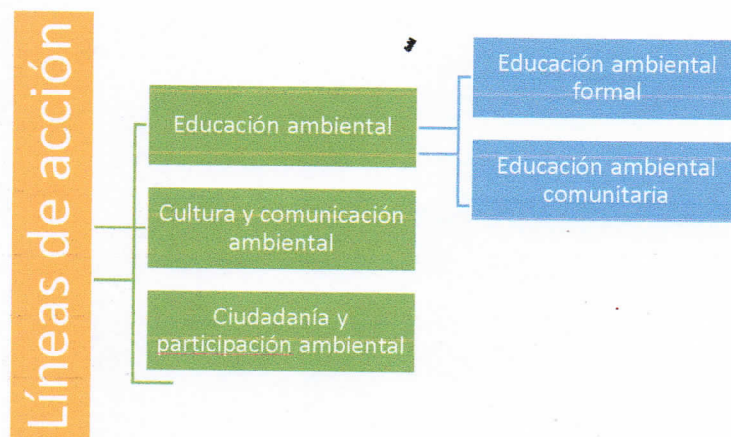 Líneas de acción
Educación ambiental
Cultura y comunicación
ambiental
Ciudadanía y
participación ambiental
Educación ambiental
formal
Educación ambiental
comunitaria